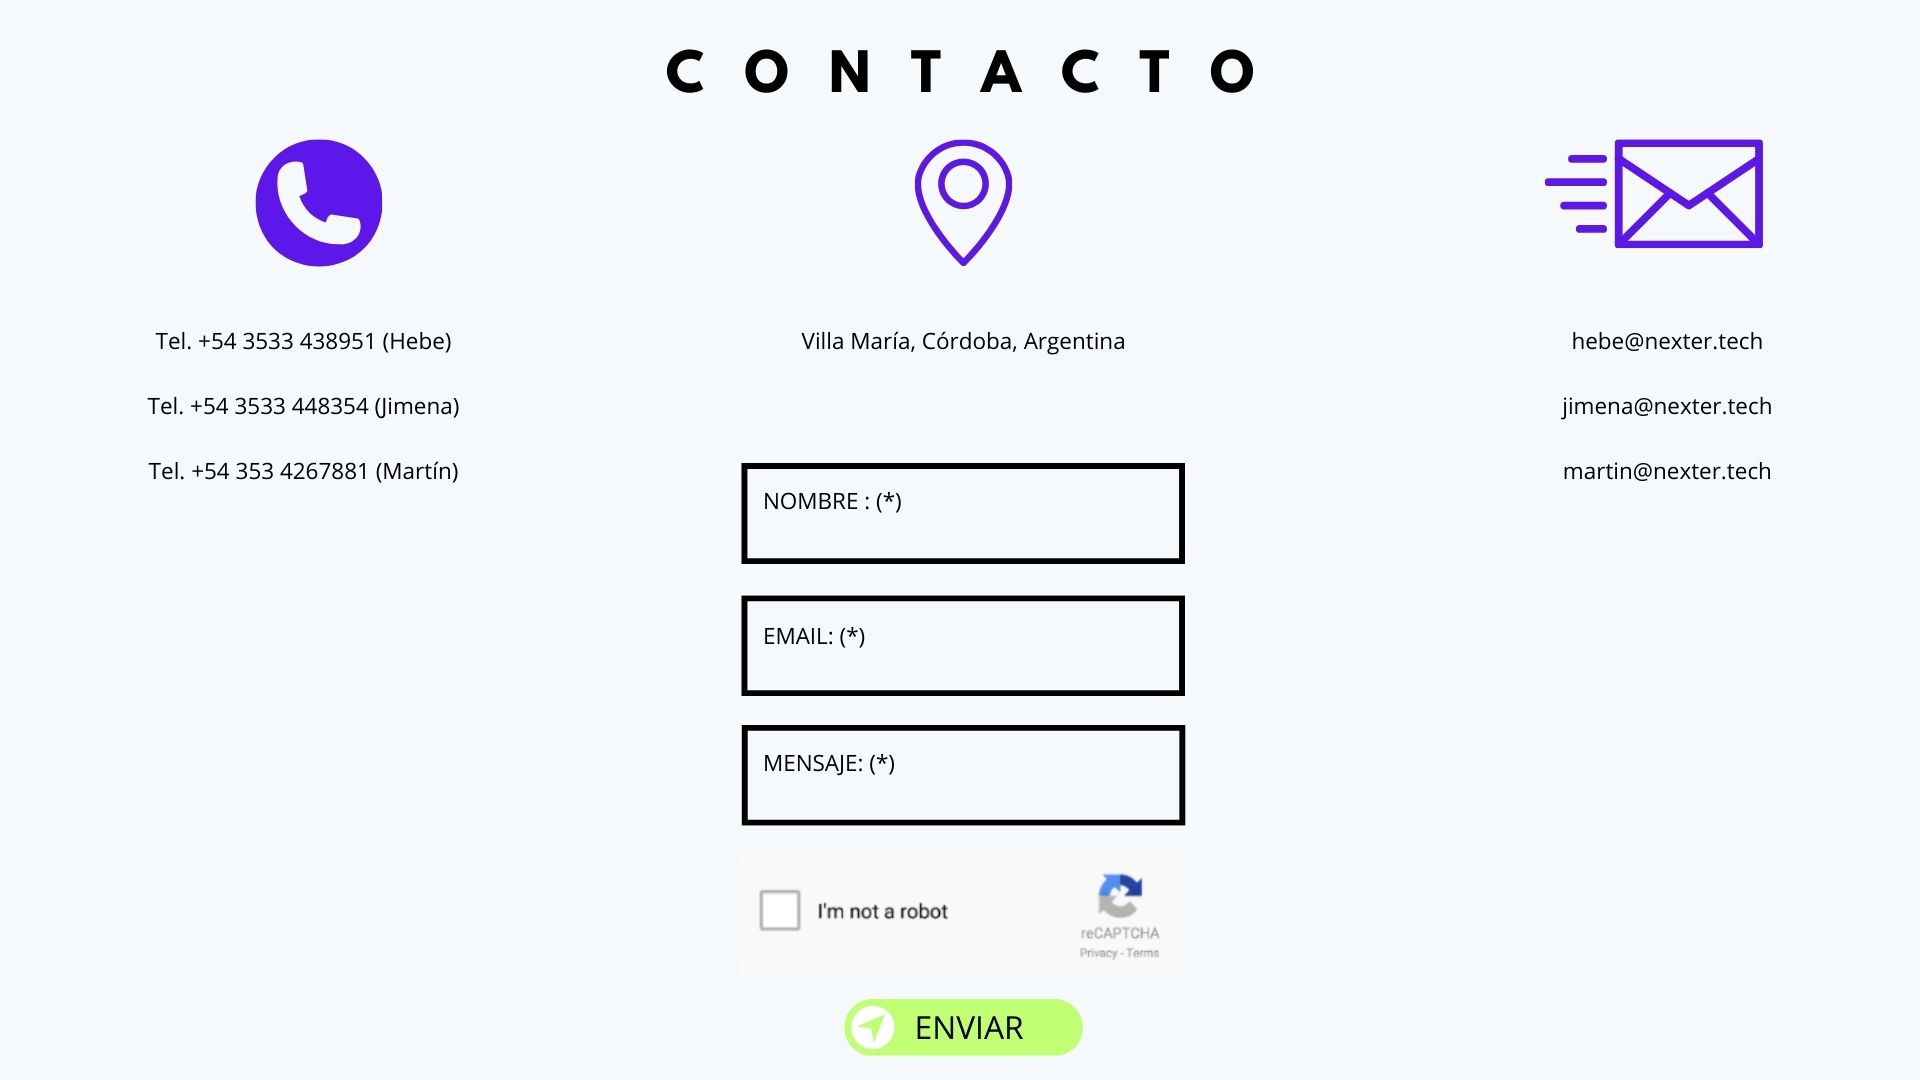 CONTACTO
Tel. +54 3533 438951 (Hebe)
Tel. +54 3533 448354 (Jimena)
Tel. +54 353 4267881 (Martín)
Villa María, Córdoba, Argentina
hebe@nexter.tech
jimena@nexter.tech
martin@nexter.tech
NOMBRE : (*)
EMAIL: (*)
MENSAJE: (*)
I'm not a robot
reCAPTCHA
Privacy - Terms
ENVIAR